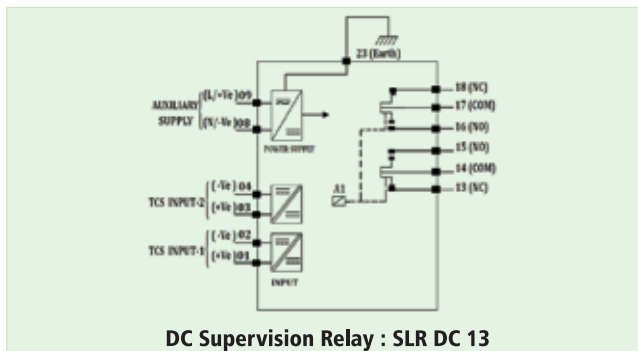 23 (Earth)
AUXILIARY SUPPLY
(L/+Ve) 09
(N/-Ve) 08
POWER SUPPLY
18 (NC)
17 (COM)
16 (NO)
15 (NO)
14 (COM)
13 (NC)
A1
TCS INPUT-2
(-Ve) 04
(+Ve) 03
TCS INPUT-1
(-Ve) 02
(+Ve) 01
INPUT
DC Supervision Relay : SLR DC 13